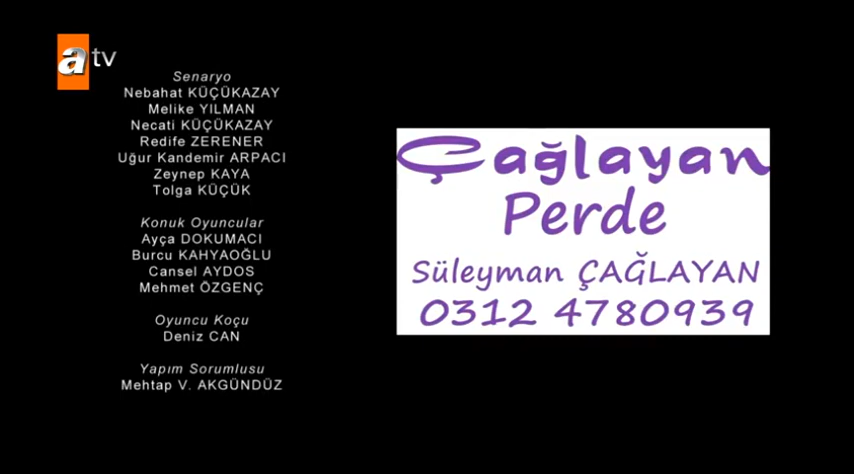 atv
Senaryo
Nebahat KÜÇÜKAZAY
Melike YILMAN
Necati KÜÇÜKAZAY
Redife ZERENER
Uğur Kandemir ARPACI
Zeynep KAYA
Tolga KÜÇÜK
Konuk Oyuncular
Ayça DOKUMACI
Burcu KAHYAOĞLU
Cansel AYDOS
Mehmet ÖZGENÇ
Oyuncu Koçu
Deniz CAN
Yapım Sorumlusu
Mehtap V. AKGÜNDÜZ
Çağlayan
Perde
Süleyman ÇAĞLAYAN
0312 4780939